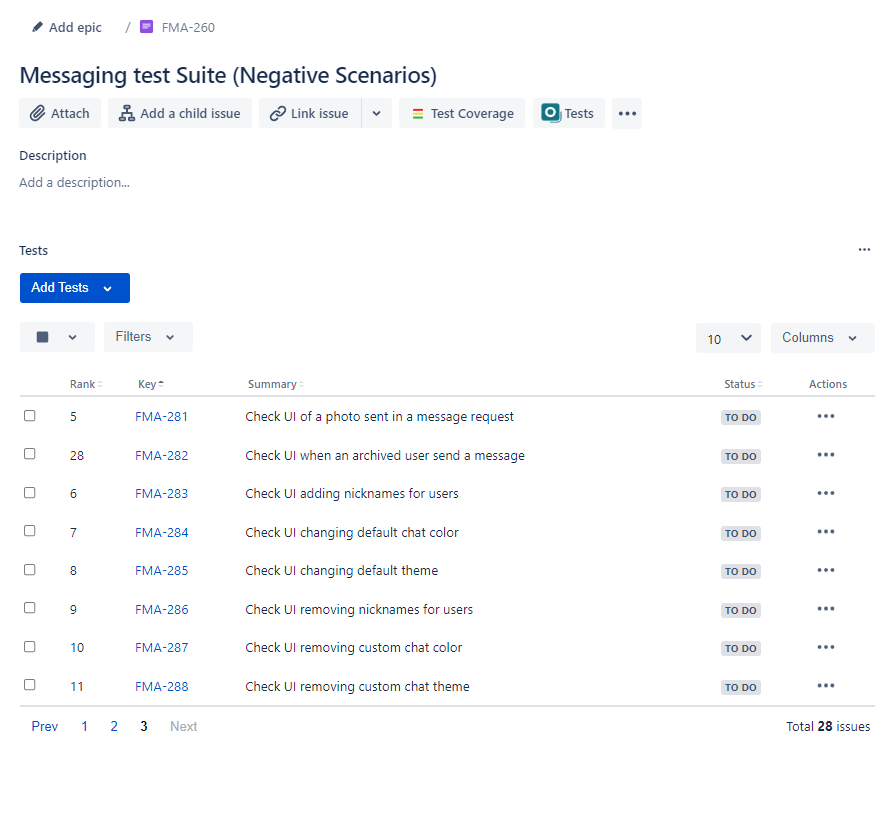 Add epic / FMA-260
Messaging test Suite (Negative Scenarios)
Attach Add a child issue Link issue Test Coverage Tests
Description
Add a description...
Tests
Add Tests
Filters 10 Columns
Rank Key Summary Status Actions
5 FMA-281 Check UI of a photo sent in a message request TO DO
28 FMA-282 Check UI when an archived user send a message TO DO
6 FMA-283 Check UI adding nicknames for users TO DO
7 FMA-284 Check UI changing default chat color TO DO
8 FMA-285 Check UI changing default theme TO DO
9 FMA-286 Check UI removing nicknames for users TO DO
10 FMA-287 Check UI removing custom chat color TO DO
11 FMA-288 Check UI removing custom chat theme TO DO
Prev 1 2 3 Next Total 28 issues